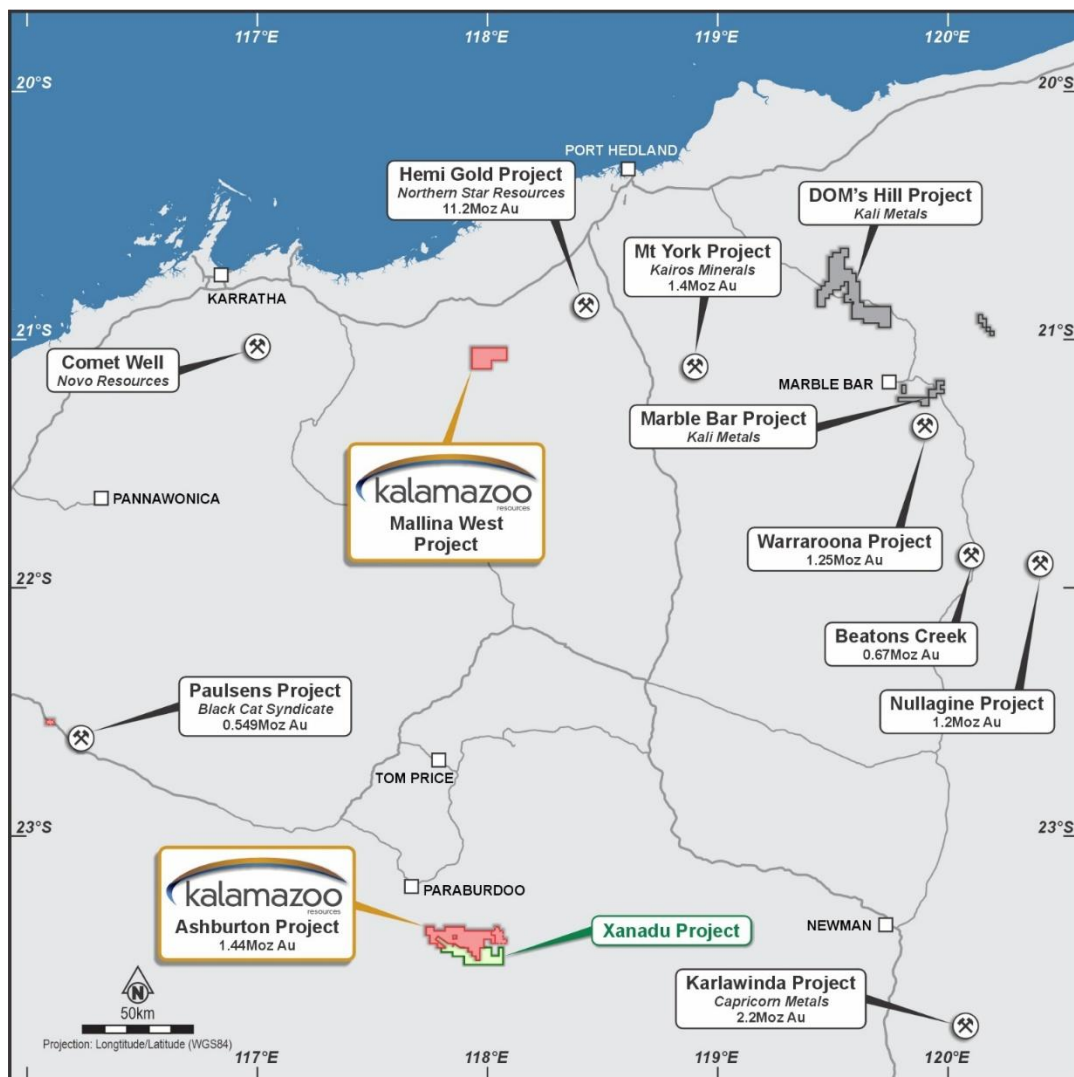 117°E
118°E
119°E
120°E
20°S
20°S
PORT HEDLAND
Hemi Gold Project
Northern Star Resources
11.2Moz Au
DOM's Hill Project
Kali Metals
Mt York Project
Kairos Minerals
1.4Moz Au
KARRATHA
21°S
21°S
Comet Well
Novo Resources
MARBLE BAR
Marble Bar Project
Kali Metals
kalamazoo
resources
Mallina West
Project
PANNAWONICA
Warraroona Project
1.25Moz Au
22°S
22°S
Beatons Creek
0.67Moz Au
Paulsens Project
Black Cat Syndicate
0.549Moz Au
Nullagine Project
1.2Moz Au
TOM PRICE
23°S
23°S
kalamazoo
resources
Ashburton Project
1.44Moz Au
PARABURDOO
Xanadu Project
NEWMAN
Karlawinda Project
Capricorn Metals
2.2Moz Au
N
50km
Projection: Longtitude/Latitude (WGS84)
117°E
118°E
119°E
120°E